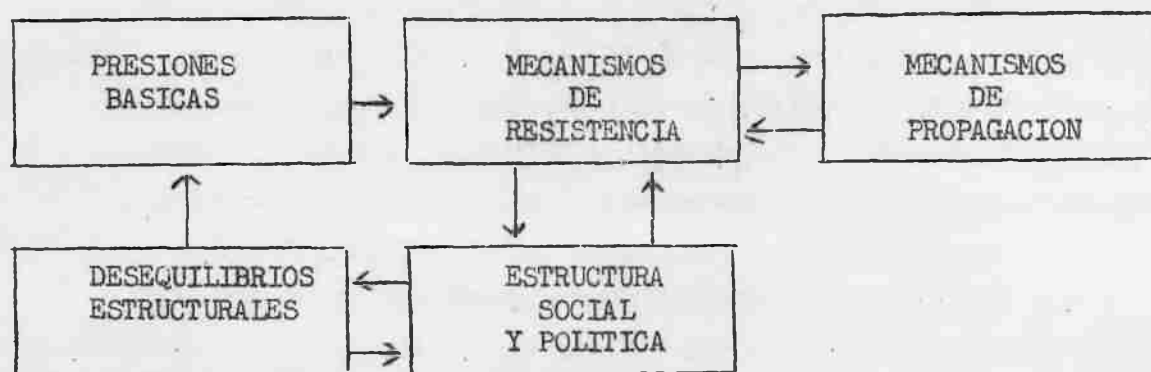 PRESIONES
BASICAS
MECANISMOS
DE
RESISTENCIA
MECANISMOS
DE
PROPAGACION
DESEQUILIBRIOS
ESTRUCTURALES
ESTRUCTURA
SOCIAL
Y POLITICA